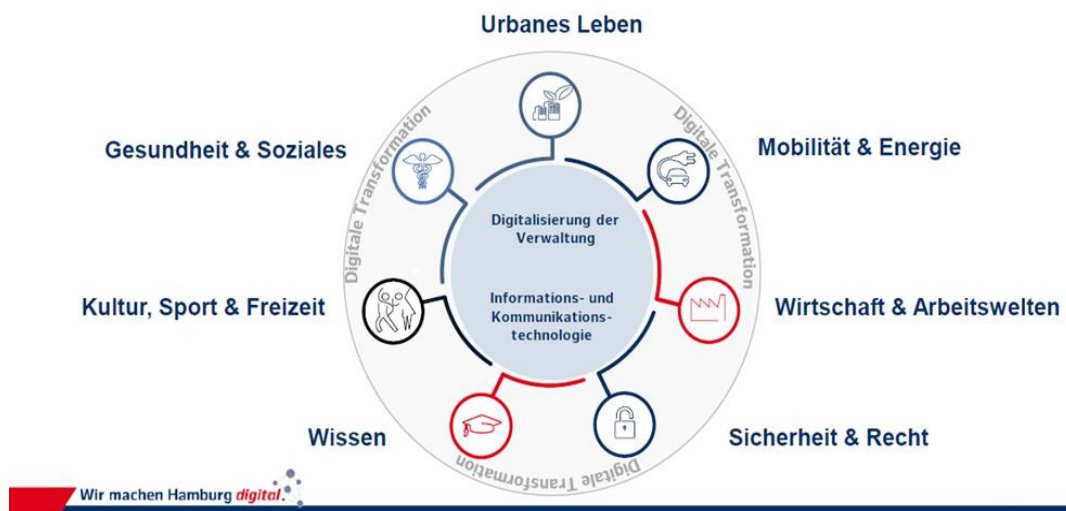 Urbanes Leben
Gesundheit & Soziales
Mobilität & Energie
Digitale Transformation
Digitale Transformation
Digitalisierung der
Verwaltung
Informations- und
Kommunikations-
technologie
Kultur, Sport & Freizeit
Wirtschaft & Arbeitswelten
Wissen
Sicherheit & Recht
Digitale Transformation
Wir machen Hamburg digital.